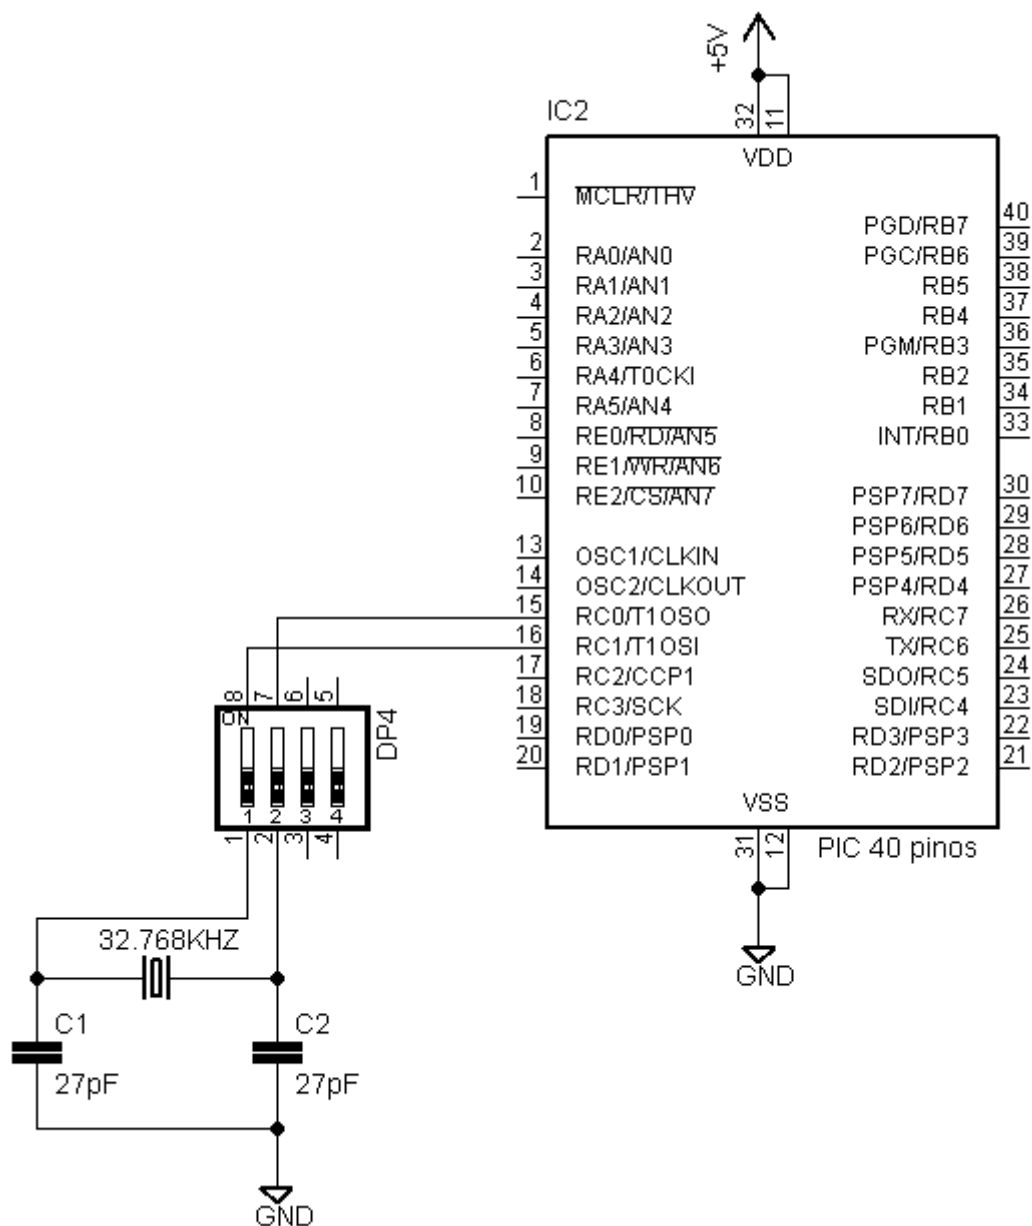 +5V
IC2
32
11
VDD
1
MCLR/THV
PGD/RB7
40
2
RA0/AN0
PGC/RB6
39
3
RA1/AN1
RB5
38
4
RA2/AN2
RB4
37
5
RA3/AN3
PGM/RB3
36
6
RA4/T0CKI
RB2
35
7
RA5/AN4
RB1
34
8
RE0/RD/AN5
INT/RB0
33
9
RE1/WR/AN6
10
RE2/CS/AN7
PSP7/RD7
30
PSP6/RD6
29
13
OSC1/CLKIN
PSP5/RD5
28
14
OSC2/CLKOUT
PSP4/RD4
27
15
RC0/T1OSO
RX/RC7
26
16
RC1/T1OSI
TX/RC6
25
17
RC2/CCP1
SDO/RC5
24
18
RC3/SCK
SDI/RC4
23
19
RD0/PSP0
RD3/PSP3
22
20
RD1/PSP1
RD2/PSP2
21
VSS
31
12
PIC 40 pinos
GND
8
7
6
5
ON
DP4
1
2
3
4
1
2
3
4
32.768KHZ
C1
27pF
C2
27pF
GND